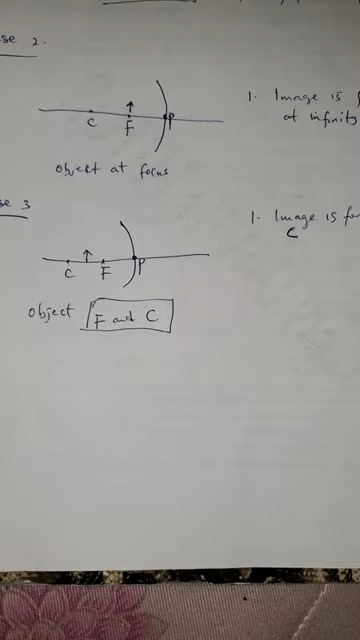 se 2.
1. Image is
at infinity
C F P
Object at focus
se 3
1. Image is for
C
C F P
Object F and C